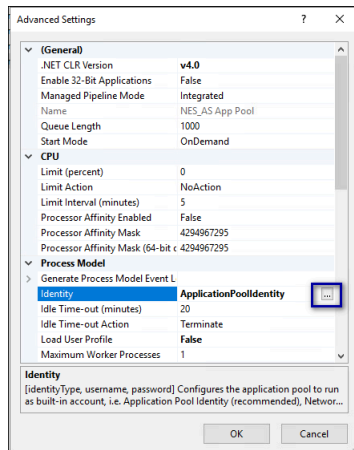 Advanced Settings ? ×
(General)
.NET CLR Version v4.0
Enable 32-Bit Applications False
Managed Pipeline Mode Integrated
Name NES_AS App Pool
Queue Length 1000
Start Mode OnDemand
CPU
Limit (percent) 0
Limit Action NoAction
Limit Interval (minutes) 5
Processor Affinity Enabled False
Processor Affinity Mask 4294967295
Processor Affinity Mask (64-bit c 4294967295
Process Model
Generate Process Model Event L
Identity ApplicationPoolIdentity ...
Idle Time-out (minutes) 20
Idle Time-out Action Terminate
Load User Profile False
Maximum Worker Processes 1
Identity
[identityType, username, password] Configures the application pool to run
as built-in account, i.e. Application Pool Identity (recommended), Networ...
OK Cancel